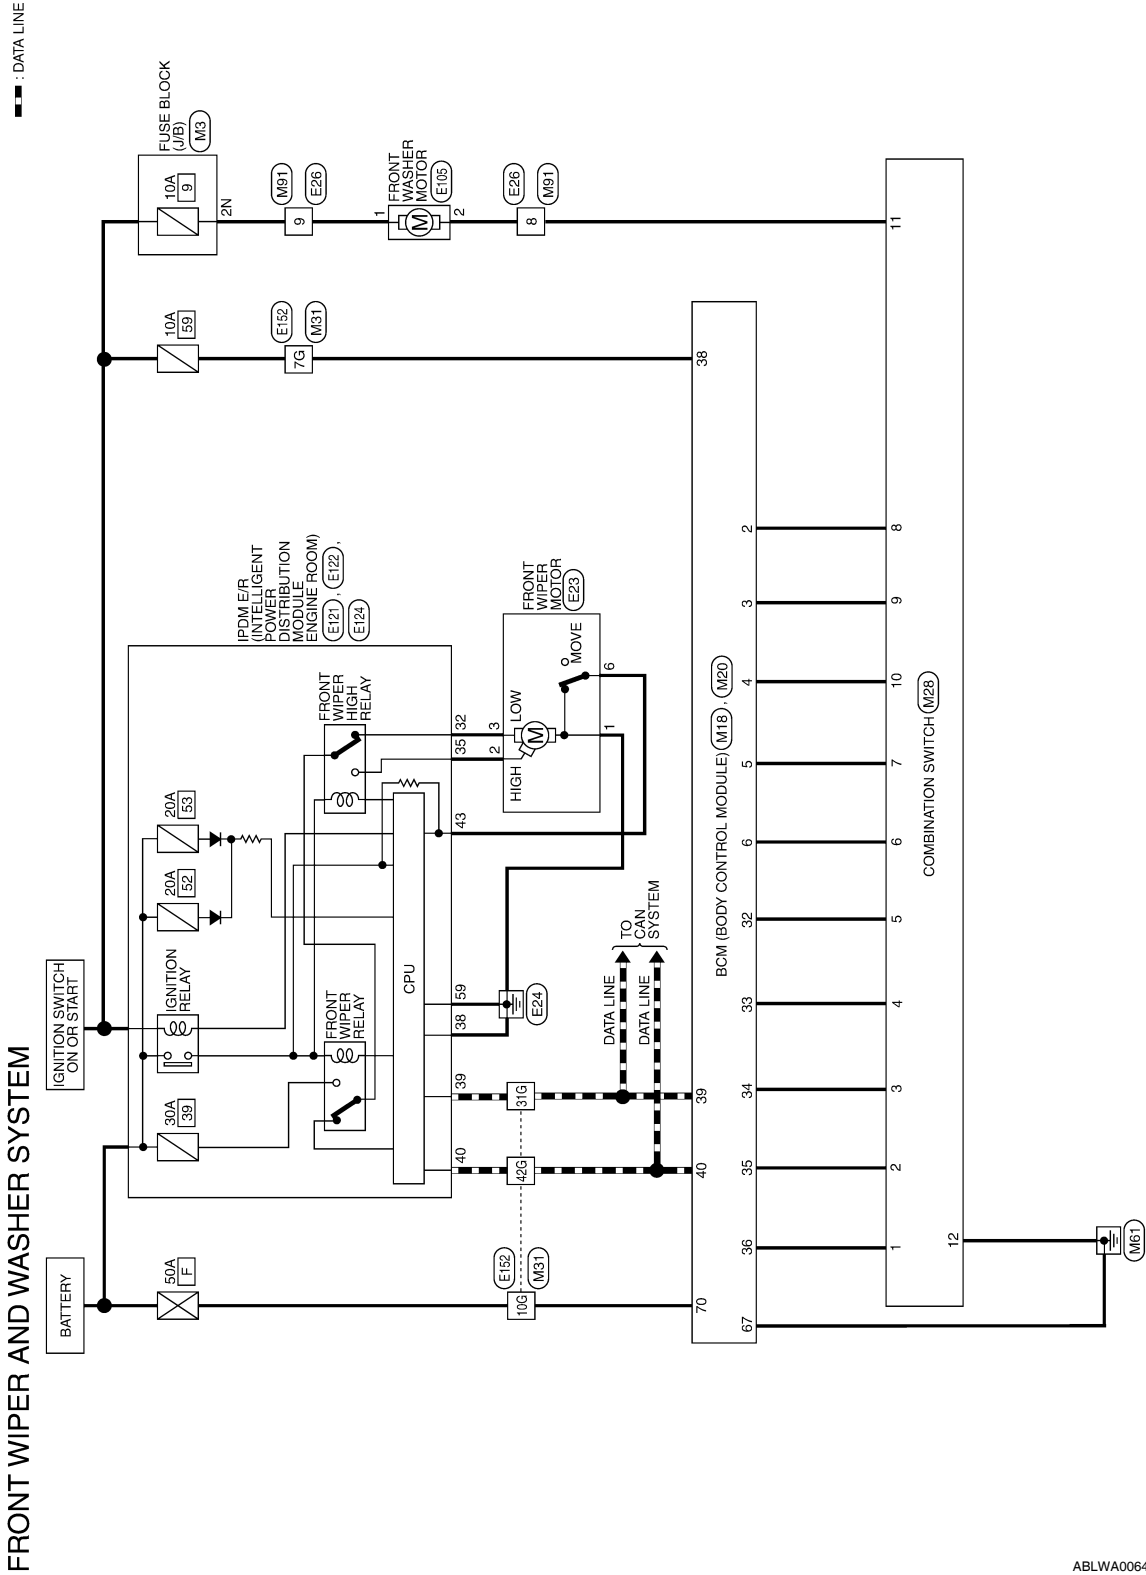 FRONT WIPER AND WASHER SYSTEM
: DATA LINE
BATTERY
IGNITION SWITCH
ON OR START
50A
F
30A
39
IGNITION
RELAY
20A
52
20A
53
10A
59
10A
9
FUSE BLOCK
(J/B)
M3
2N
IPDM E/R
(INTELLIGENT
POWER
DISTRIBUTION
MODULE
ENGINE ROOM)
E121 , E122 ,
E124
FRONT
WIPER
RELAY
FRONT
WIPER
HIGH
RELAY
CPU
40
39
38
59
43
35
32
7G
E152
M31
9
M91
E26
1
FRONT
WASHER
MOTOR
E105
M
2
8
E26
M91
10G
E152
M31
42G
31G
E24
FRONT
WIPER
MOTOR
E23
2
3
HIGH
LOW
M
MOVE
1
6
DATA LINE
DATA LINE
TO
CAN
SYSTEM
70
40
39
38
BCM (BODY CONTROL MODULE) M18 , M20
67
36
35
34
33
32
6
5
4
3
2
1
2
3
4
5
6
7
10
9
8
11
COMBINATION SWITCH M28
12
M61
ABLWA0064